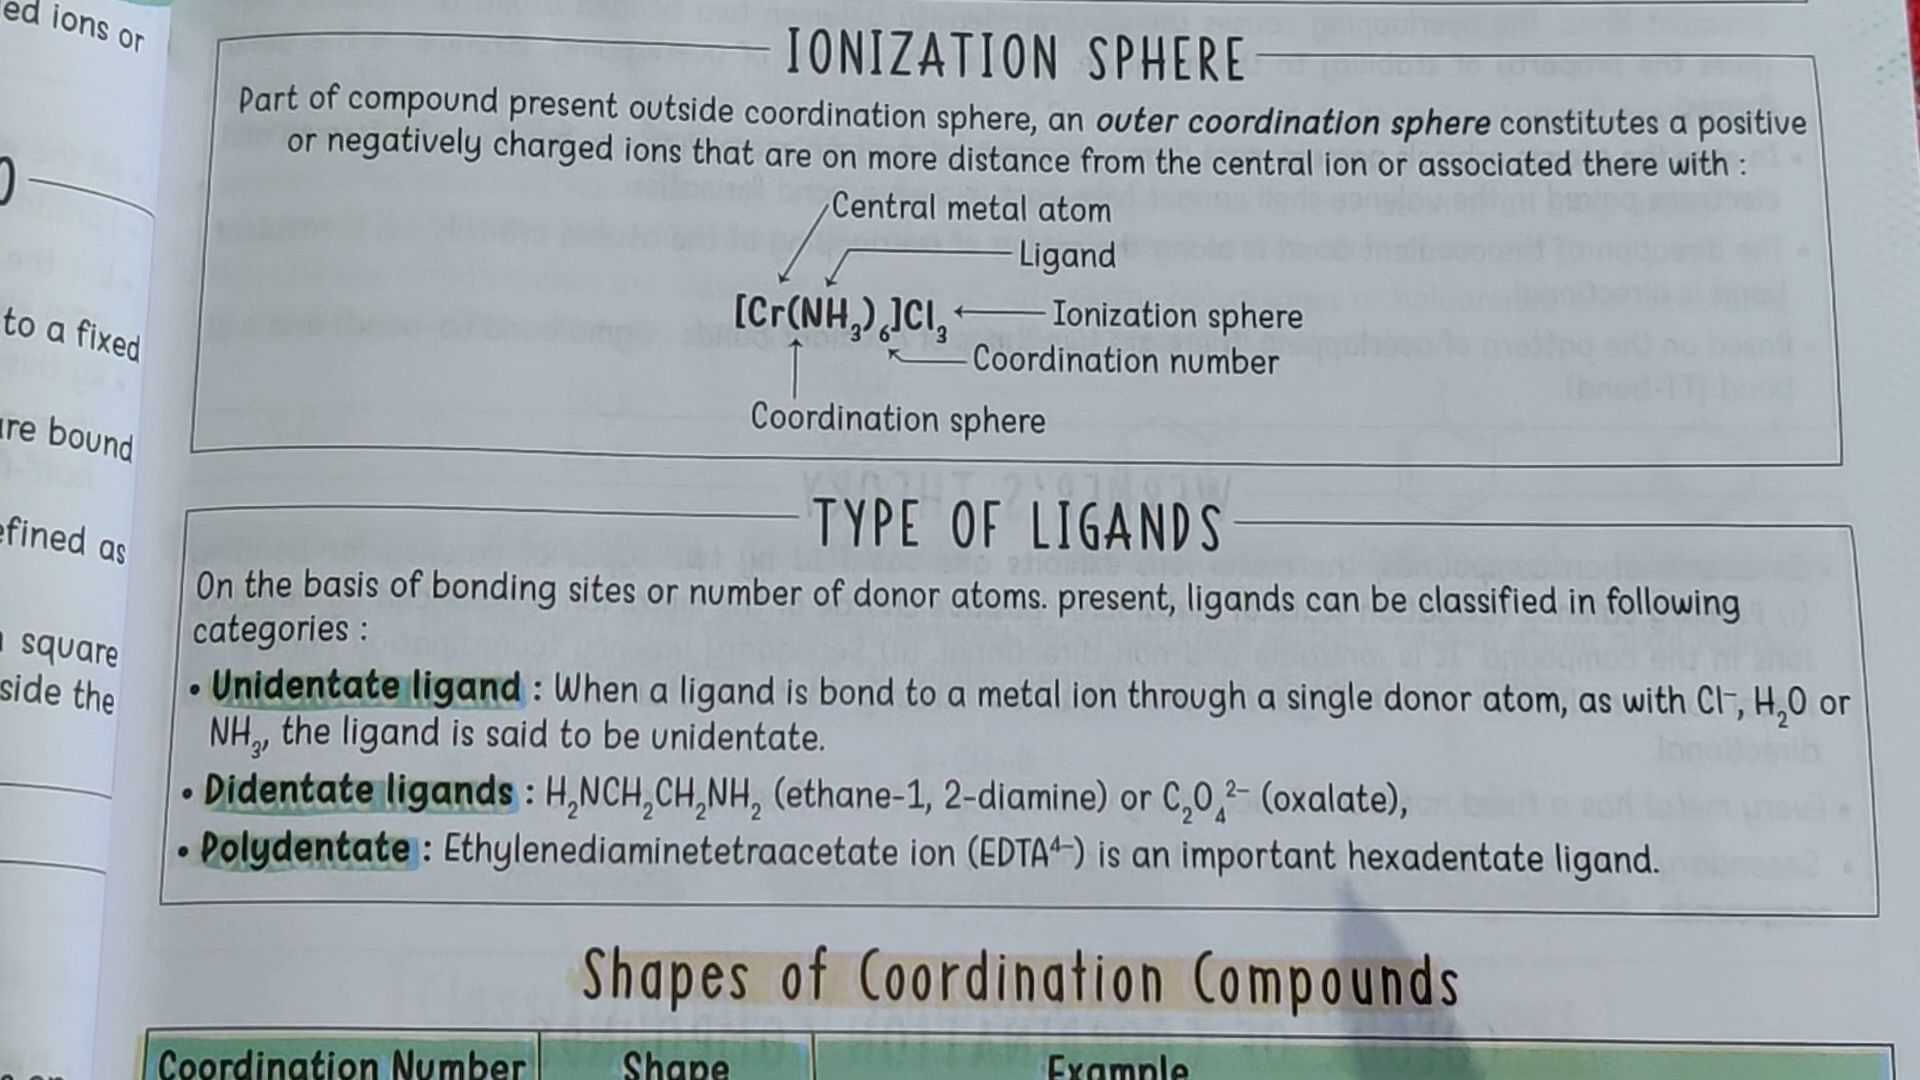 ed ions or
to a fixed
are bound
efined as
square
side the
IONIZATION SPHERE
Part of compound present outside coordination sphere, an outer coordination sphere constitutes a positive
or negatively charged ions that are on more distance from the central ion or associated there with :
Central metal atom
Ligand
[Cr(NH₃)₆]Cl₃
Ionization sphere
Coordination number
Coordination sphere
TYPE OF LIGANDS
On the basis of bonding sites or number of donor atoms. present, ligands can be classified in following
categories :
• Unidentate ligand : When a ligand is bond to a metal ion through a single donor atom, as with Cl⁻, H₂O or
NH₃, the ligand is said to be unidentate.
• Didentate ligands : H₂NCH₂CH₂NH₂ (ethane-1, 2-diamine) or C₂O₄²⁻ (oxalate),
• Polydentate : Ethylenediaminetetraacetate ion (EDTA⁴⁻) is an important hexadentate ligand.
Shapes of Coordination Compounds
Coordination Number Shape Example